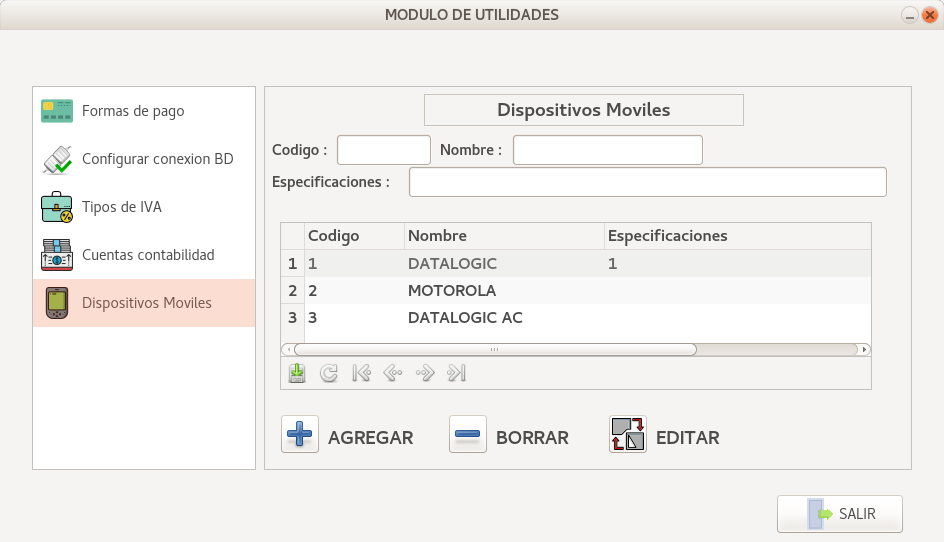 MODULO DE UTILIDADES
Formas de pago
Configurar conexion BD
Tipos de IVA
Cuentas contabilidad
Dispositivos Moviles
Dispositivos Moviles
Codigo : Nombre :
Especificaciones :
Codigo Nombre Especificaciones
1 1 DATALOGIC 1
2 2 MOTOROLA
3 3 DATALOGIC AC
AGREGAR BORRAR EDITAR
SALIR